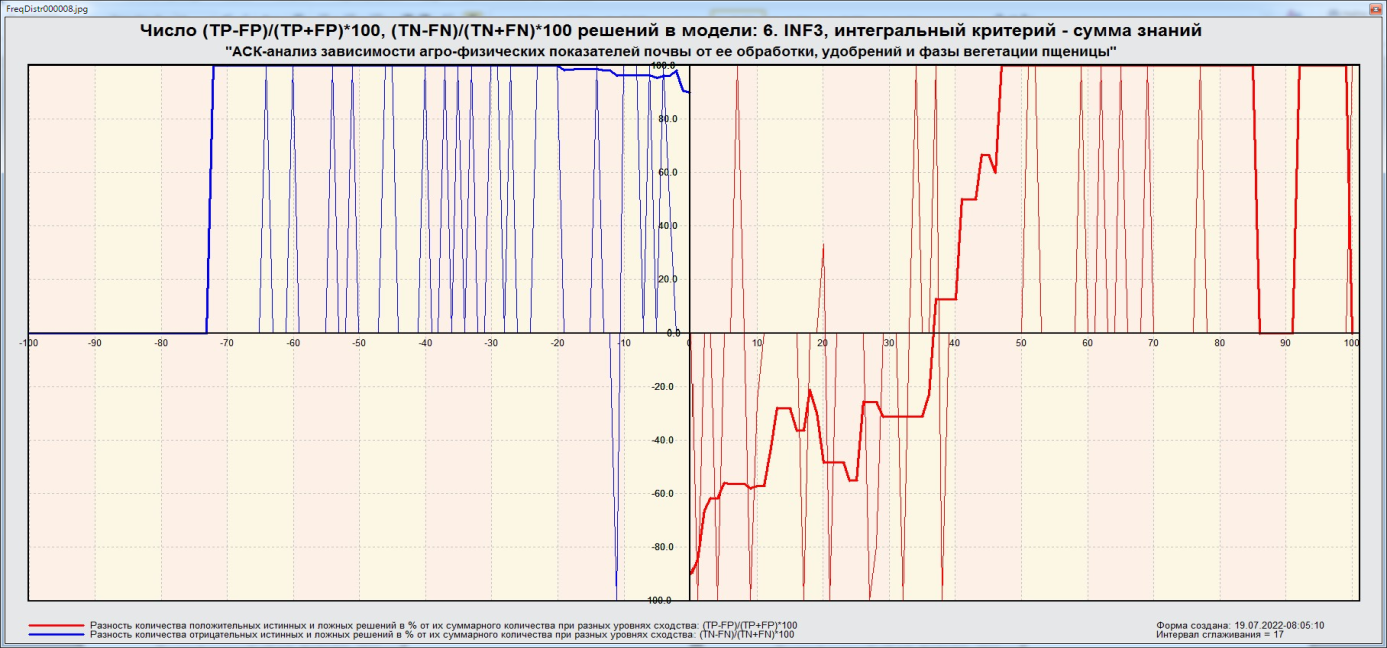 FreqDistr000008.jpg
Число (TP-FP)/(TP+FP)*100, (TN-FN)/(TN+FN)*100 решений в модели: 6. INF3, интегральный критерий - сумма знаний
"АСК-анализ зависимости агро-физических показателей почвы от ее обработки, удобрений и фазы вегетации пщеницы"
100.0
80.0
60.0
40.0
20.0
0.0
-100 -90 -80 -70 -60 -50 -40 -30 -20 -10 0 10 20 30 40 50 60 70 80 90 100
-20.0
-40.0
-60.0
-80.0
-100.0
Разность количества положительных истинных и ложных решений в % от их суммарного количества при разных уровнях сходства: (TP-FP)/(TP+FP)*100
Разность количества отрицательных истинных и ложных решений в % от их суммарного количества при разных уровнях сходства: (TN-FN)/(TN+FN)*100
Форма создана: 19.07.2022-08:05:10
Интервал сглаживания = 17